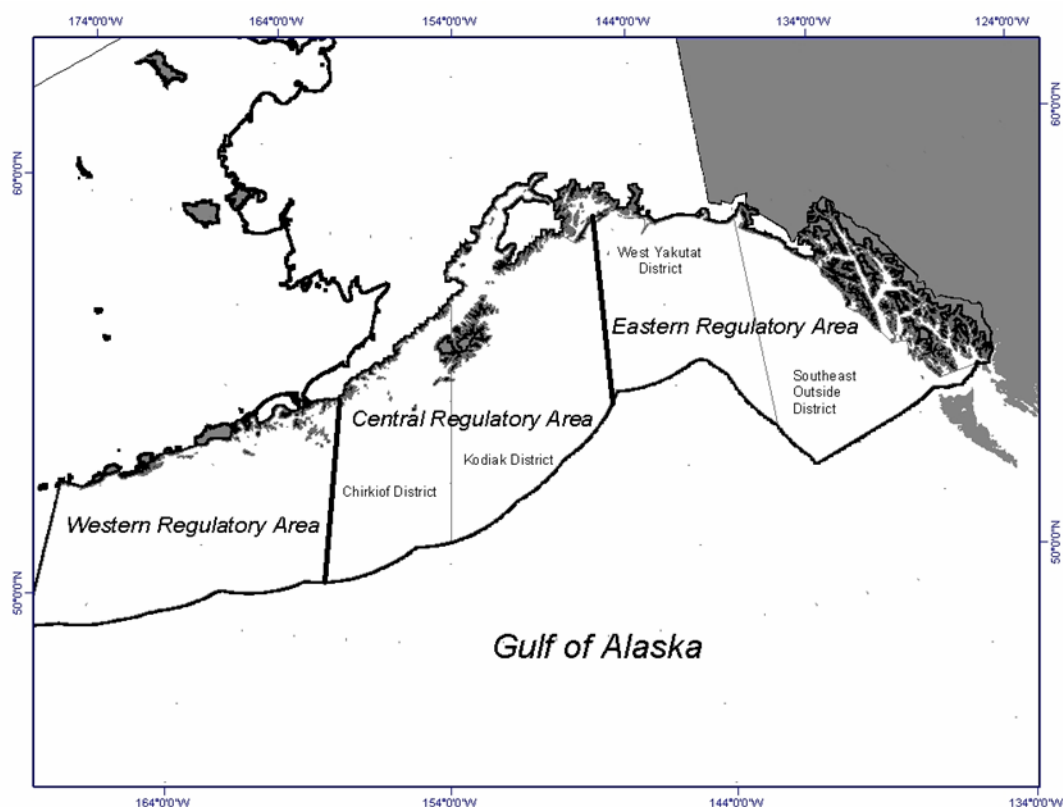 174°0'0"W 164°0'0"W 154°0'0"W 144°0'0"W 134°0'0"W 124°0'0"W
60°0'0"N
60°0'0"N
West Yakutat
District
Eastern Regulatory Area
Southeast
Outside
District
Central Regulatory Area
Kodiak District
Chirkiof District
Western Regulatory Area
50°0'0"N
50°0'0"N
Gulf of Alaska
164°0'0"W 154°0'0"W 144°0'0"W 134°0'0"W